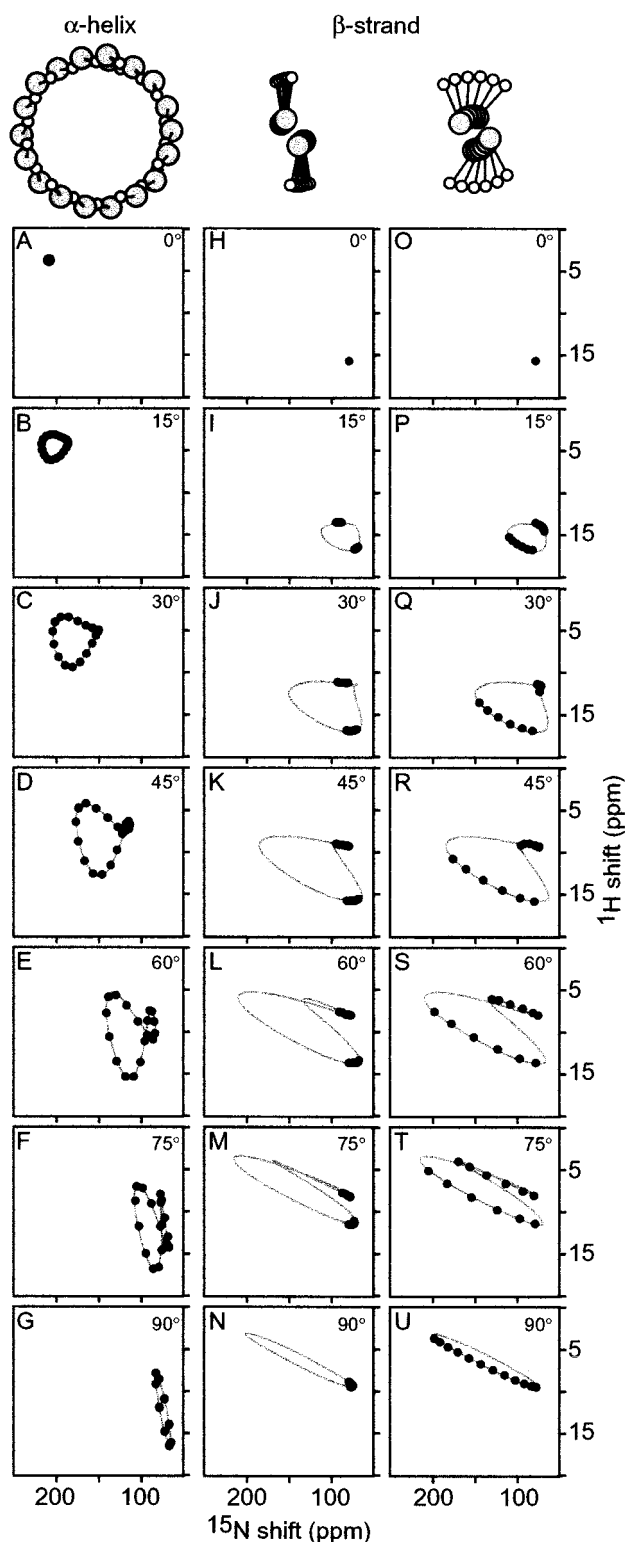 α-helix β-strand
A 0° H 0° O 0°
5
15
B 15° I 15° P 15°
5
15
C 30° J 30° Q 30°
5
15
D 45° K 45° R 45°
5
15
E 60° L 60° S 60°
5
15
F 75° M 75° T 75°
5
15
G 90° N 90° U 90°
5
15
¹H shift (ppm)
200 100 200 100 200 100
¹⁵N shift (ppm)